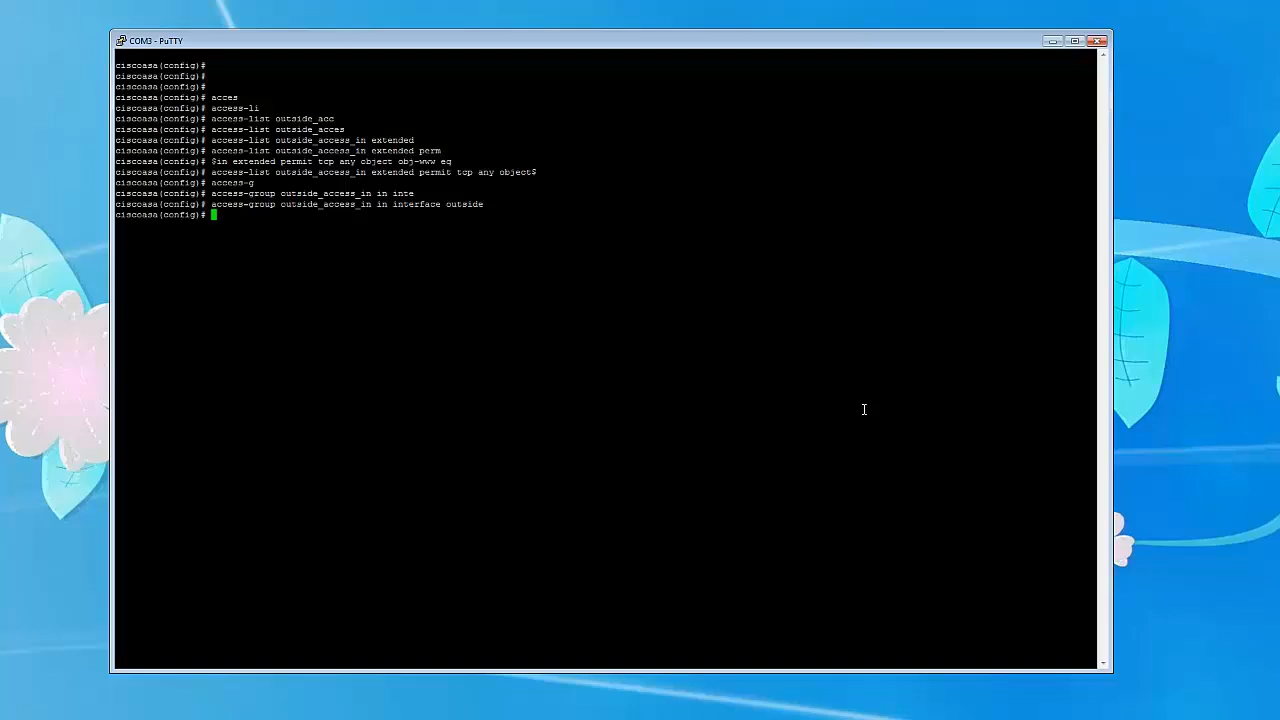 COM3 - PuTTY
ciscoasa(config)#
ciscoasa(config)#
ciscoasa(config)#
ciscoasa(config)# acces
ciscoasa(config)# access-li
ciscoasa(config)# access-list outside_acc
ciscoasa(config)# access-list outside_acces
ciscoasa(config)# access-list outside_access_in extended
ciscoasa(config)# access-list outside_access_in extended perm
ciscoasa(config)# $in extended permit tcp any object obj-www eq
ciscoasa(config)# access-list outside_access_in extended permit tcp any object$
ciscoasa(config)# access-g
ciscoasa(config)# access-group outside_access_in in inte
ciscoasa(config)# access-group outside_access_in in interface outside
ciscoasa(config)#